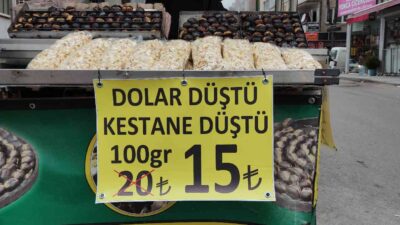 DOLAR DÜŞTÜ
KESTANE DÜŞTÜ
100gr
20₺ 15₺